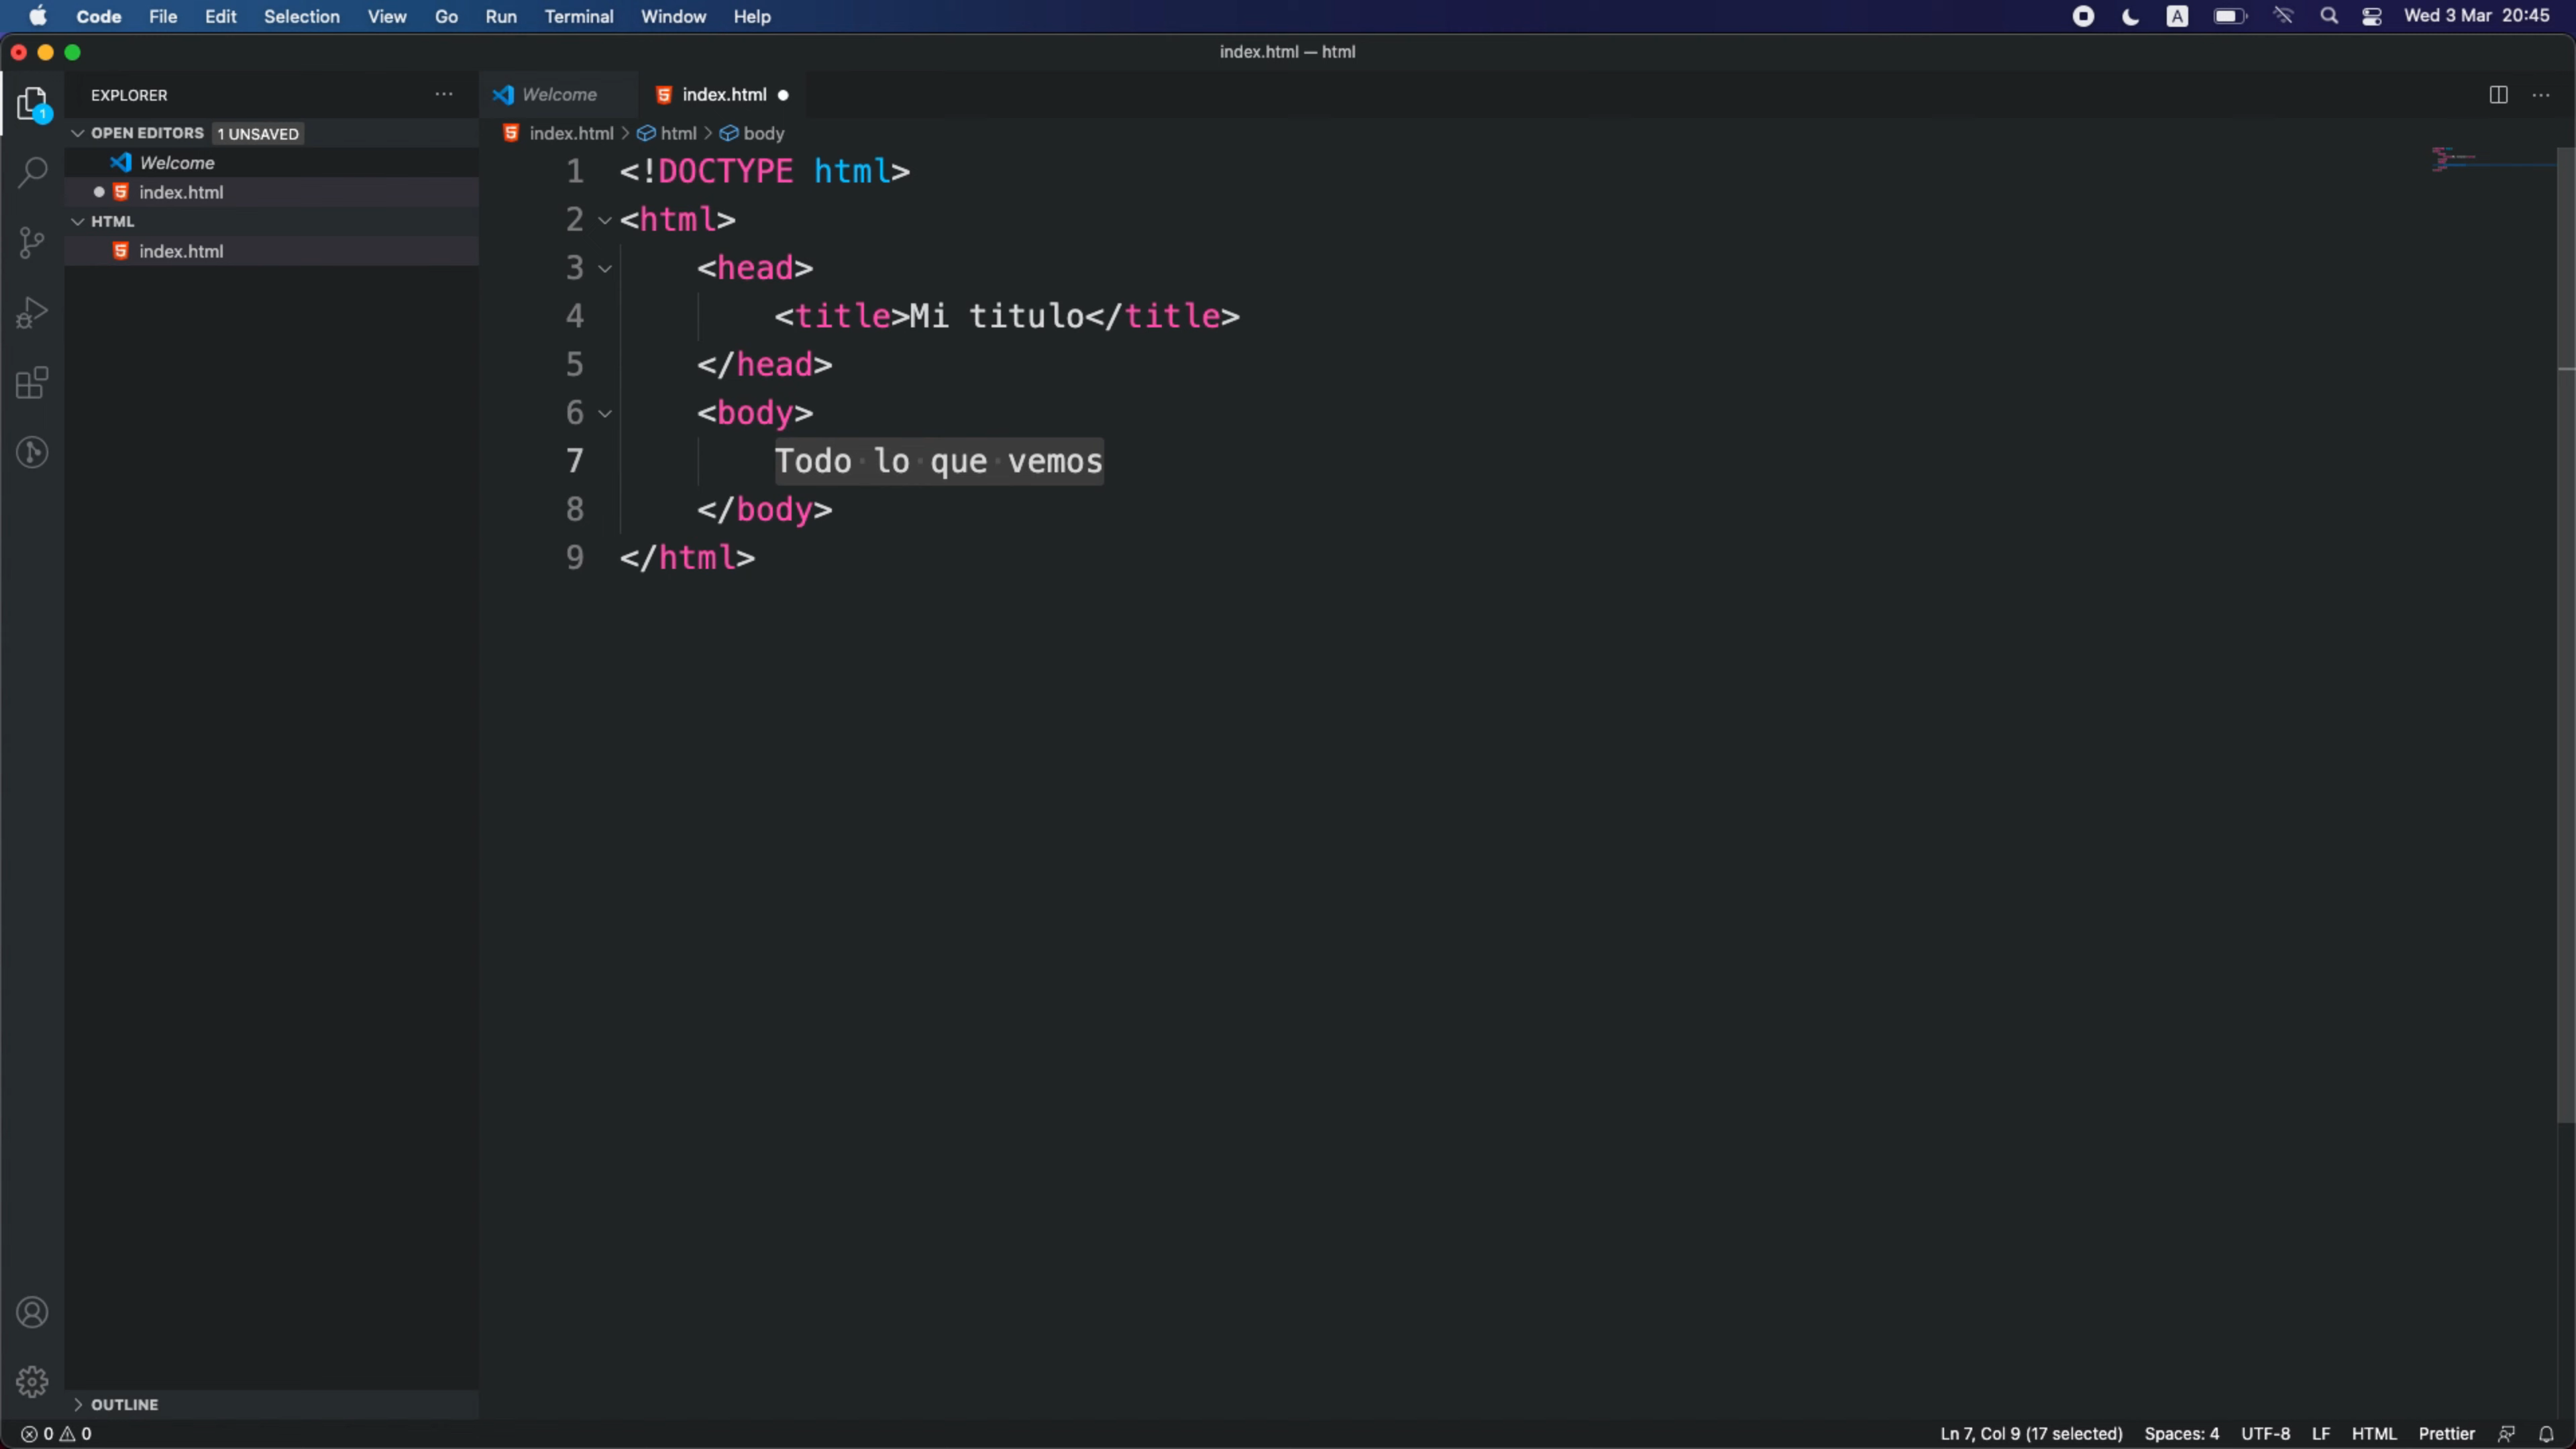 Code File Edit Selection View Go Run Terminal Window Help A Wed 3 Mar 20:45
index.html — html
EXPLORER
1
OPEN EDITORS 1 UNSAVED
Welcome
index.html
HTML
index.html
OUTLINE
Welcome index.html
index.html > html > body
1 <!DOCTYPE html>
2 <html>
3 <head>
4 <title>Mi titulo</title>
5 </head>
6 <body>
7 Todo lo que vemos
8 </body>
9 </html>
0 0 Ln 7, Col 9 (17 selected) Spaces: 4 UTF-8 LF HTML Prettier